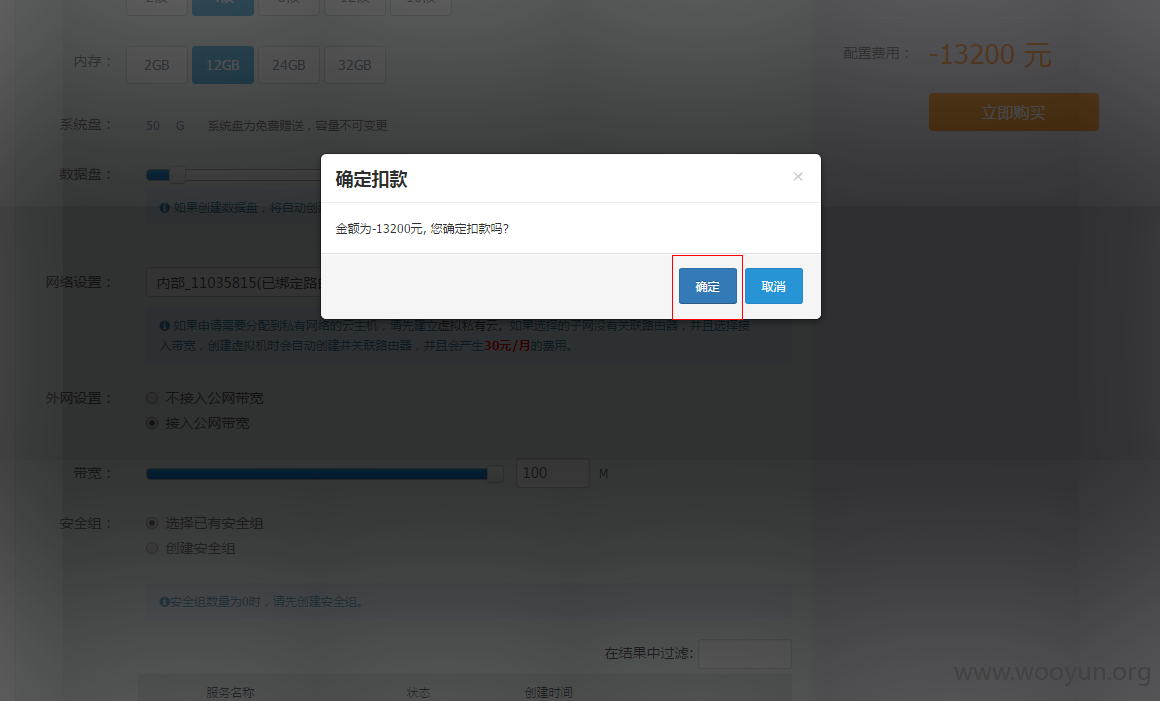 内存：
2GB
12GB
24GB
32GB
配置费用：
-13200 元
立即购买
系统盘：
50 G 系统盘为免费赠送，容量不可变更
数据盘：
如果创建数据盘，将自动创
确定扣款
×
金额为-13200元, 您确定扣款吗?
确定
取消
网络设置：
内部_11035815(已绑定路
如果申请需要分配到私有网络的云主机，请先建立虚拟私有云。如果选择的子网没有关联路由器，并且选择接
入带宽，创建虚拟机时会自动创建并关联路由器，并且会产生30元/月的费用。
外网设置：
不接入公网带宽
接入公网带宽
带宽：
100 M
安全组：
选择已有安全组
创建安全组
安全组数量为0时，请先创建安全组。
在结果中过滤:
服务名称 状态 创建时间
www.wooyun.org